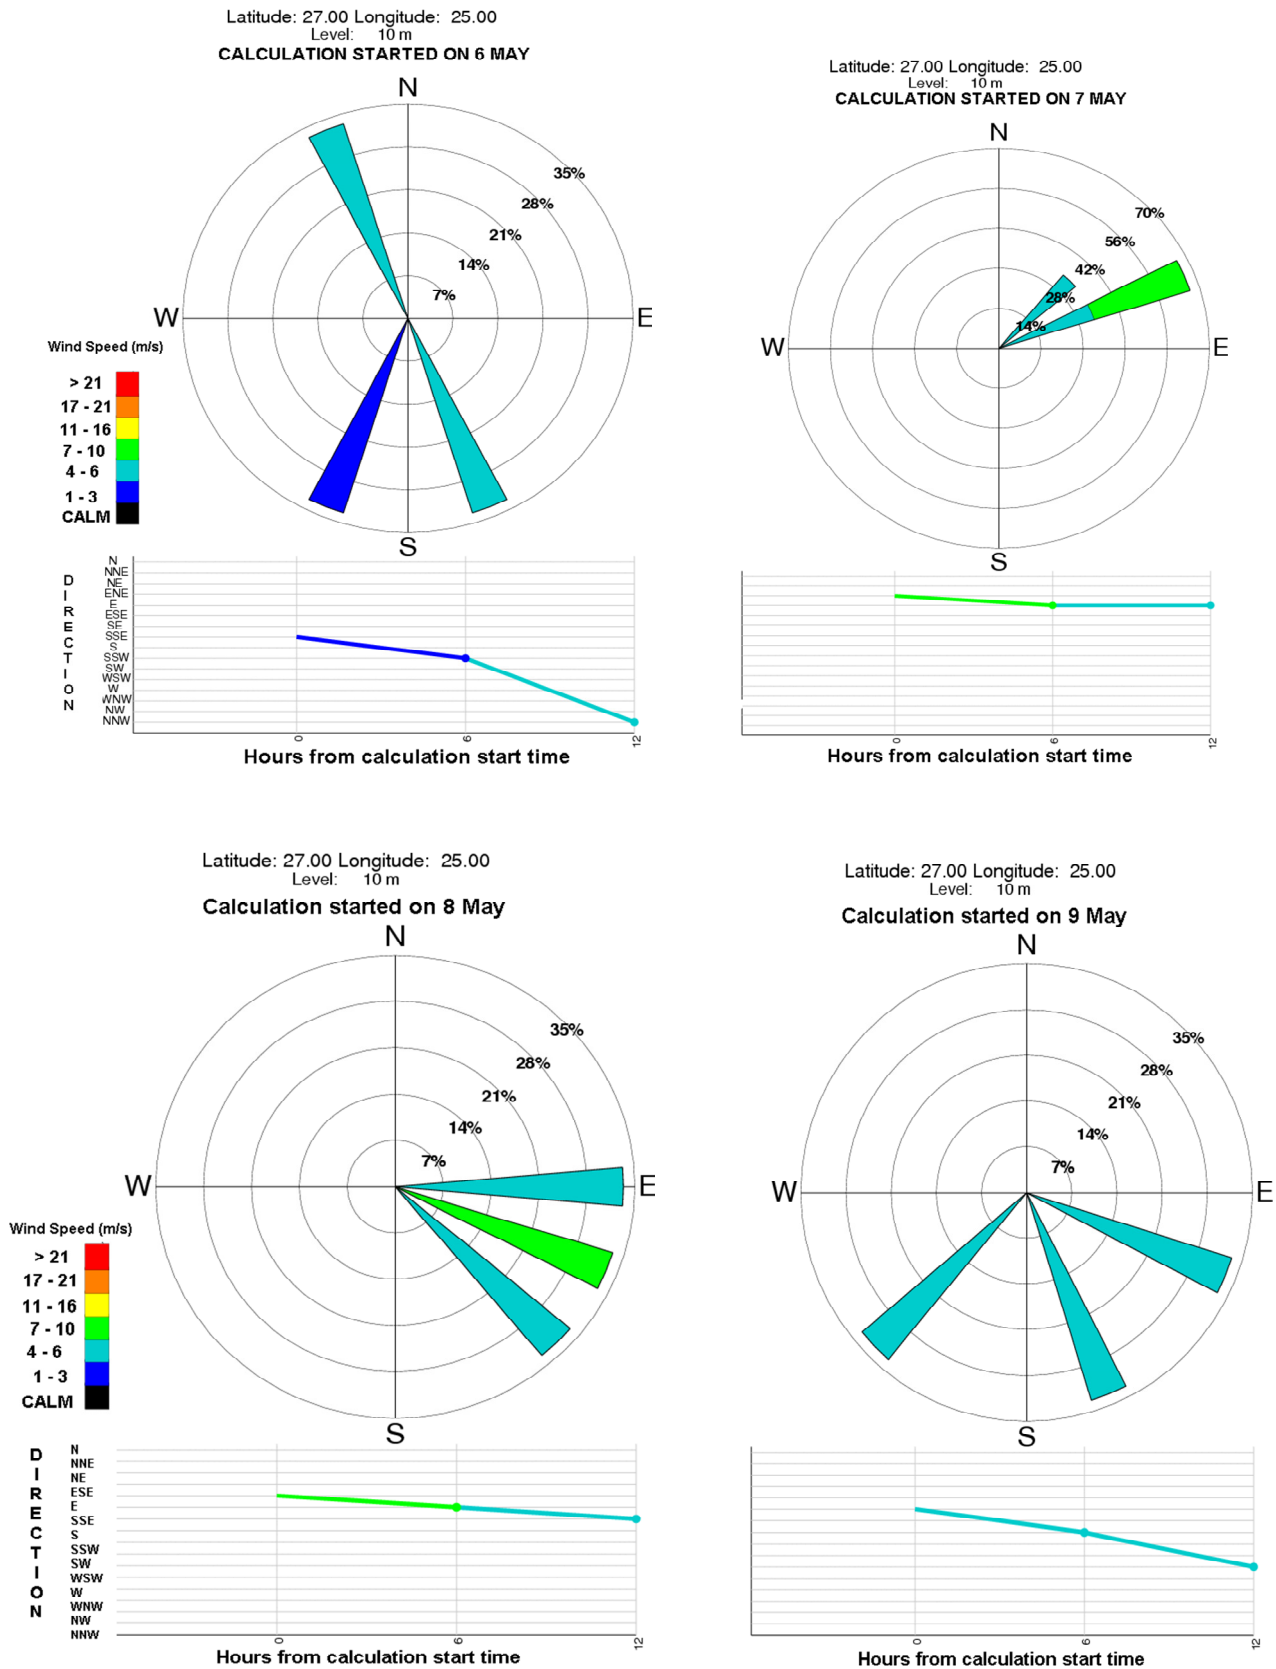 Latitude: 27.00 Longitude: 25.00
Level: 10 m
CALCULATION STARTED ON 6 MAY
N
35%
28%
21%
14%
7%
W
E
S
Wind Speed (m/s)
> 21
17 - 21
11 - 16
7 - 10
4 - 6
1 - 3
CALM
DIRECTION
N
NNE
NE
ENE
E
ESE
SE
SSE
S
SSW
SW
WSW
W
WNW
NW
NNW
0
6
12
Hours from calculation start time
Latitude: 27.00 Longitude: 25.00
Level: 10 m
CALCULATION STARTED ON 7 MAY
N
70%
56%
42%
28%
14%
W
E
S
0
6
12
Hours from calculation start time
Latitude: 27.00 Longitude: 25.00
Level: 10 m
Calculation started on 8 May
N
35%
28%
21%
14%
7%
W
E
S
Wind Speed (m/s)
> 21
17 - 21
11 - 16
7 - 10
4 - 6
1 - 3
CALM
DIRECTION
N
NNE
NE
ESE
E
SSE
S
SSW
SW
WSW
W
WNW
NW
NNW
0
6
12
Hours from calculation start time
Latitude: 27.00 Longitude: 25.00
Level: 10 m
Calculation started on 9 May
N
35%
28%
21%
14%
7%
W
E
S
0
6
12
Hours from calculation start time